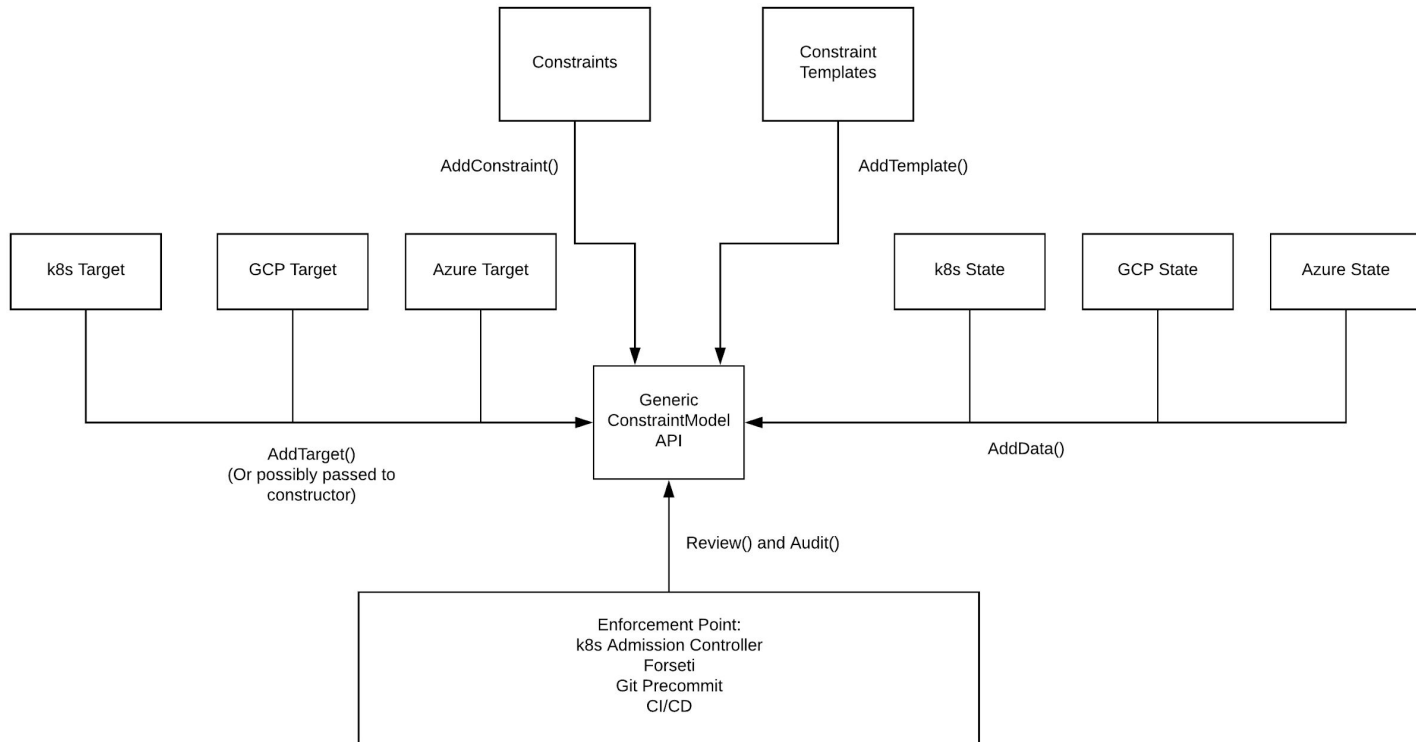 Constraints
Constraint
Templates
AddConstraint()
AddTemplate()
k8s Target
GCP Target
Azure Target
k8s State
GCP State
Azure State
Generic
ConstraintModel
API
AddTarget()
(Or possibly passed to
constructor)
AddData()
Review() and Audit()
Enforcement Point:
k8s Admission Controller
Forseti
Git Precommit
CI/CD